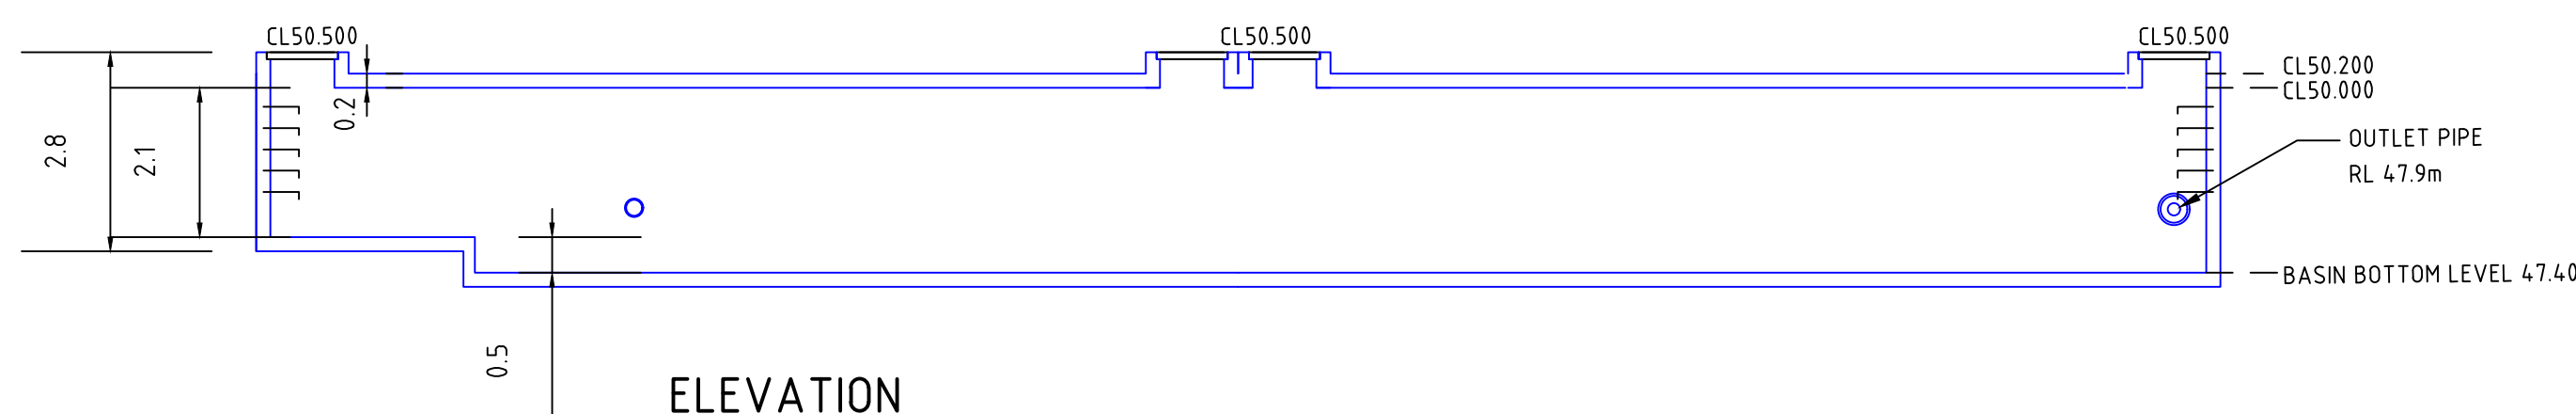 CL50.500
CL50.500
CL50.500
CL50.200
CL50.000
0.2
2.8
2.1
OUTLET PIPE
RL 47.9m
BASIN BOTTOM LEVEL 47.40
0.5
ELEVATION